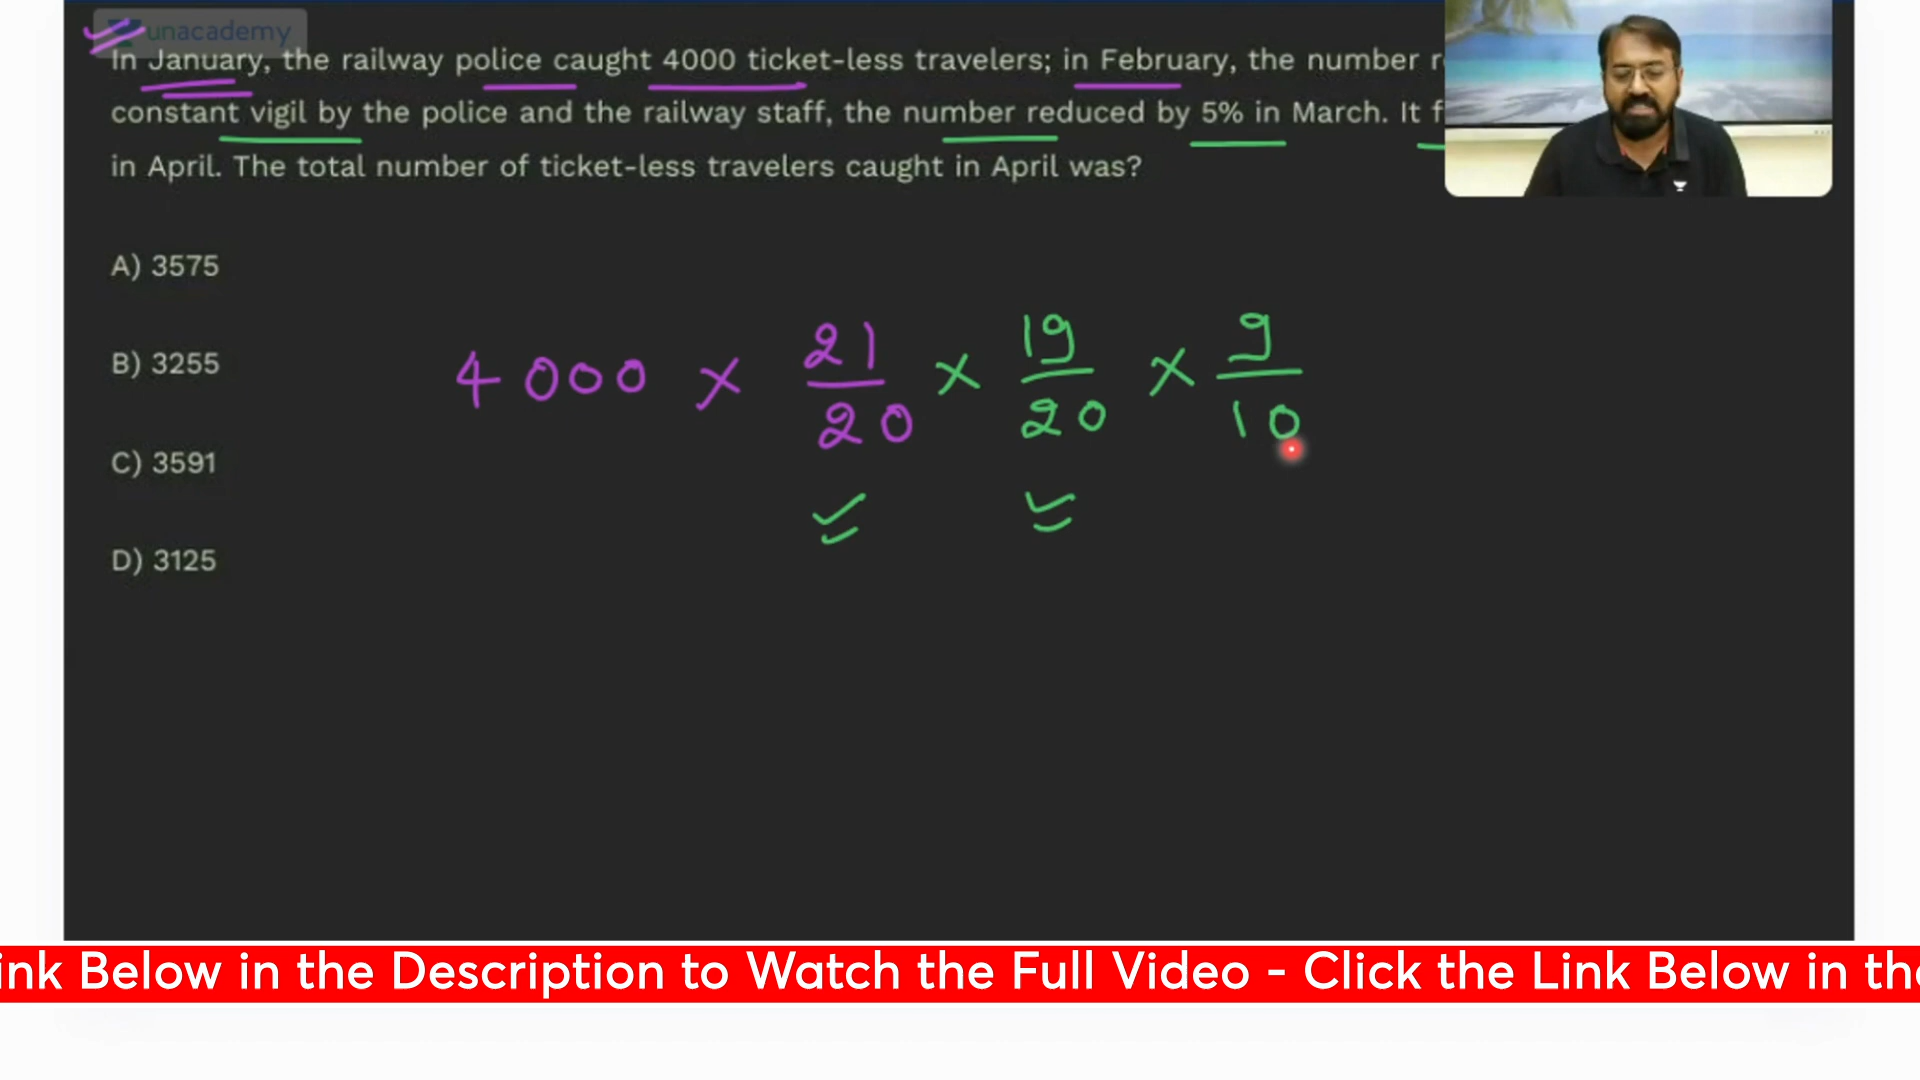 unacademy
In January, the railway police caught 4000 ticket-less travelers; in February, the number
constant vigil by the police and the railway staff, the number reduced by 5% in March. It
in April. The total number of ticket-less travelers caught in April was?
A) 3575
B) 3255
C) 3591
D) 3125
4000 × 21/20 × 19/20 × 9/10
ink Below in the Description to Watch the Full Video - Click the Link Below in the